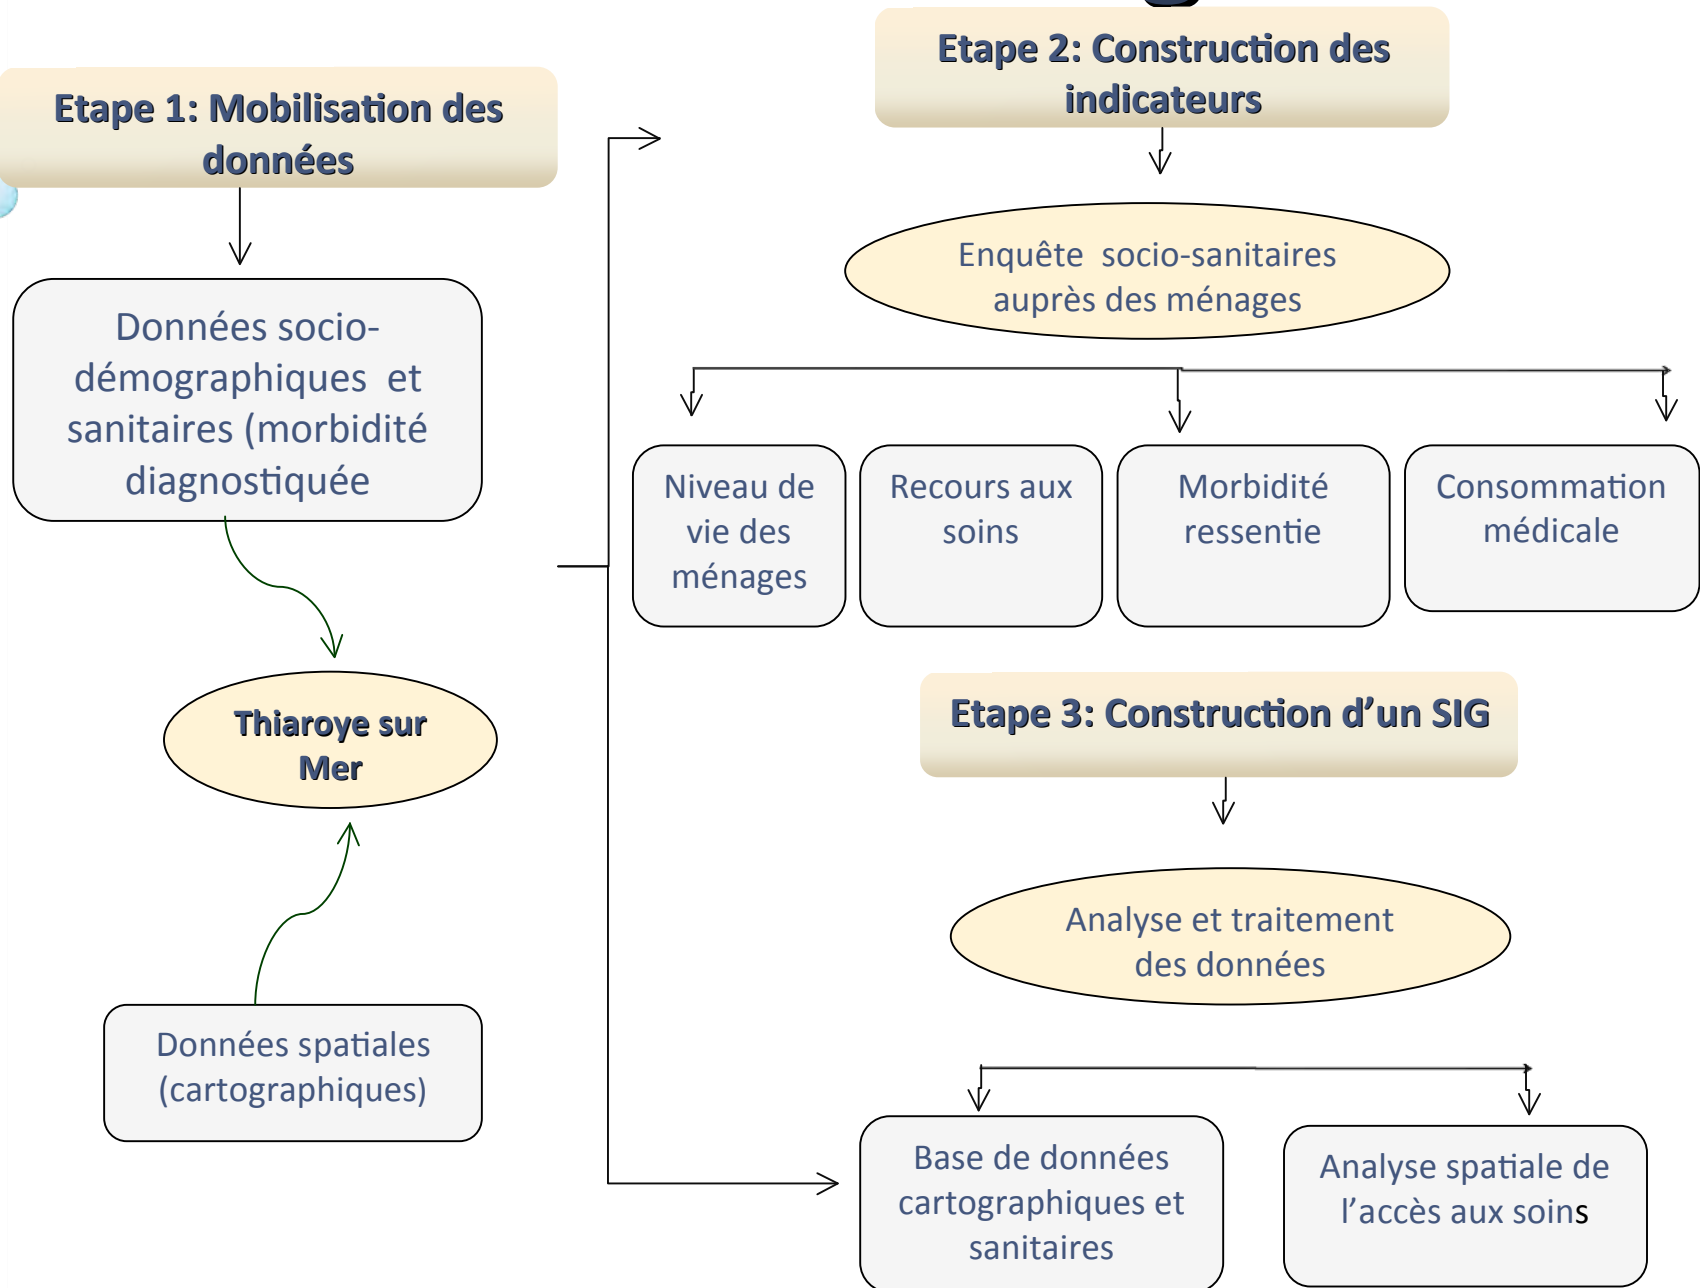 Etape 1: Mobilisation des
données
Données socio-
démographiques et
sanitaires (morbidité
diagnostiquée
Thiaroye sur
Mer
Données spatiales
(cartographiques)
Etape 2: Construction des
indicateurs
Enquête socio-sanitaires
auprès des ménages
Niveau de
vie des
ménages
Recours aux
soins
Morbidité
ressentie
Consommation
médicale
Etape 3: Construction d’un SIG
Analyse et traitement
des données
Base de données
cartographiques et
sanitaires
Analyse spatiale de
l’accès aux soins